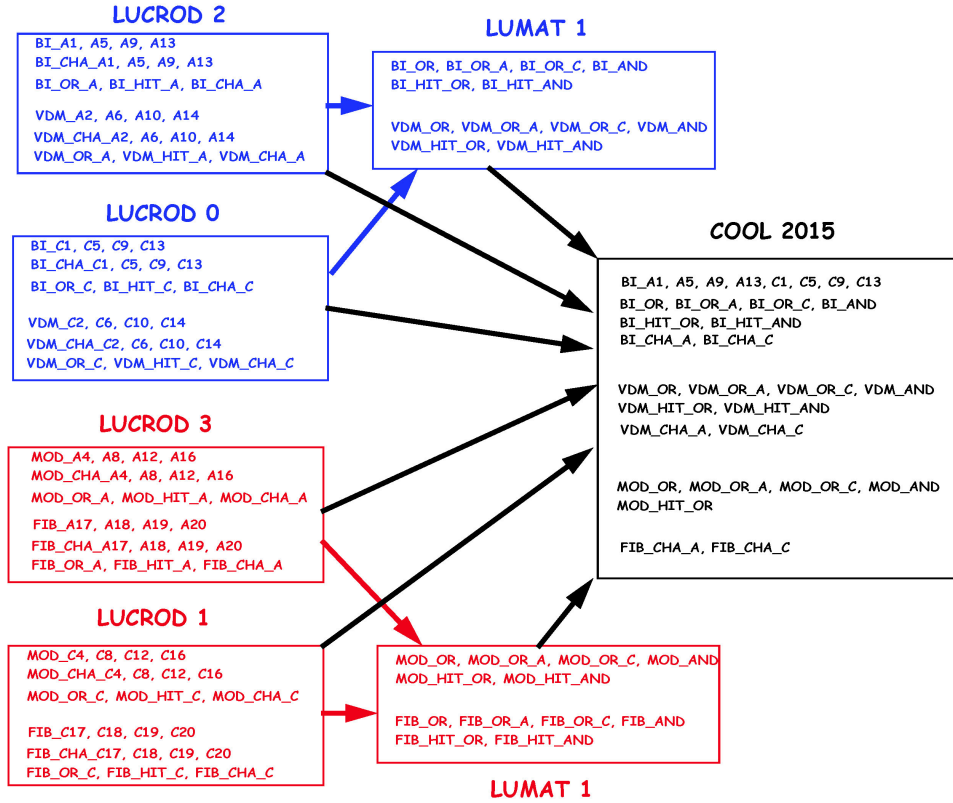 LUCROD 2
BI_A1, A5, A9, A13
BI_CHA_A1, A5, A9, A13
BI_OR_A, BI_HIT_A, BI_CHA_A
VDM_A2, A6, A10, A14
VDM_CHA_A2, A6, A10, A14
VDM_OR_A, VDM_HIT_A, VDM_CHA_A
LUMAT 1
BI_OR, BI_OR_A, BI_OR_C, BI_AND
BI_HIT_OR, BI_HIT_AND
VDM_OR, VDM_OR_A, VDM_OR_C, VDM_AND
VDM_HIT_OR, VDM_HIT_AND
LUCROD 0
BI_C1, C5, C9, C13
BI_CHA_C1, C5, C9, C13
BI_OR_C, BI_HIT_C, BI_CHA_C
VDM_C2, C6, C10, C14
VDM_CHA_C2, C6, C10, C14
VDM_OR_C, VDM_HIT_C, VDM_CHA_C
COOL 2015
BI_A1, A5, A9, A13, C1, C5, C9, C13
BI_OR, BI_OR_A, BI_OR_C, BI_AND
BI_HIT_OR, BI_HIT_AND
BI_CHA_A, BI_CHA_C
VDM_OR, VDM_OR_A, VDM_OR_C, VDM_AND
VDM_HIT_OR, VDM_HIT_AND
VDM_CHA_A, VDM_CHA_C
MOD_OR, MOD_OR_A, MOD_OR_C, MOD_AND
MOD_HIT_OR
FIB_CHA_A, FIB_CHA_C
LUCROD 3
MOD_A4, A8, A12, A16
MOD_CHA_A4, A8, A12, A16
MOD_OR_A, MOD_HIT_A, MOD_CHA_A
FIB_A17, A18, A19, A20
FIB_CHA_A17, A18, A19, A20
FIB_OR_A, FIB_HIT_A, FIB_CHA_A
LUCROD 1
MOD_C4, C8, C12, C16
MOD_CHA_C4, C8, C12, C16
MOD_OR_C, MOD_HIT_C, MOD_CHA_C
FIB_C17, C18, C19, C20
FIB_CHA_C17, C18, C19, C20
FIB_OR_C, FIB_HIT_C, FIB_CHA_C
MOD_OR, MOD_OR_A, MOD_OR_C, MOD_AND
MOD_HIT_OR, MOD_HIT_AND
FIB_OR, FIB_OR_A, FIB_OR_C, FIB_AND
FIB_HIT_OR, FIB_HIT_AND
LUMAT 1